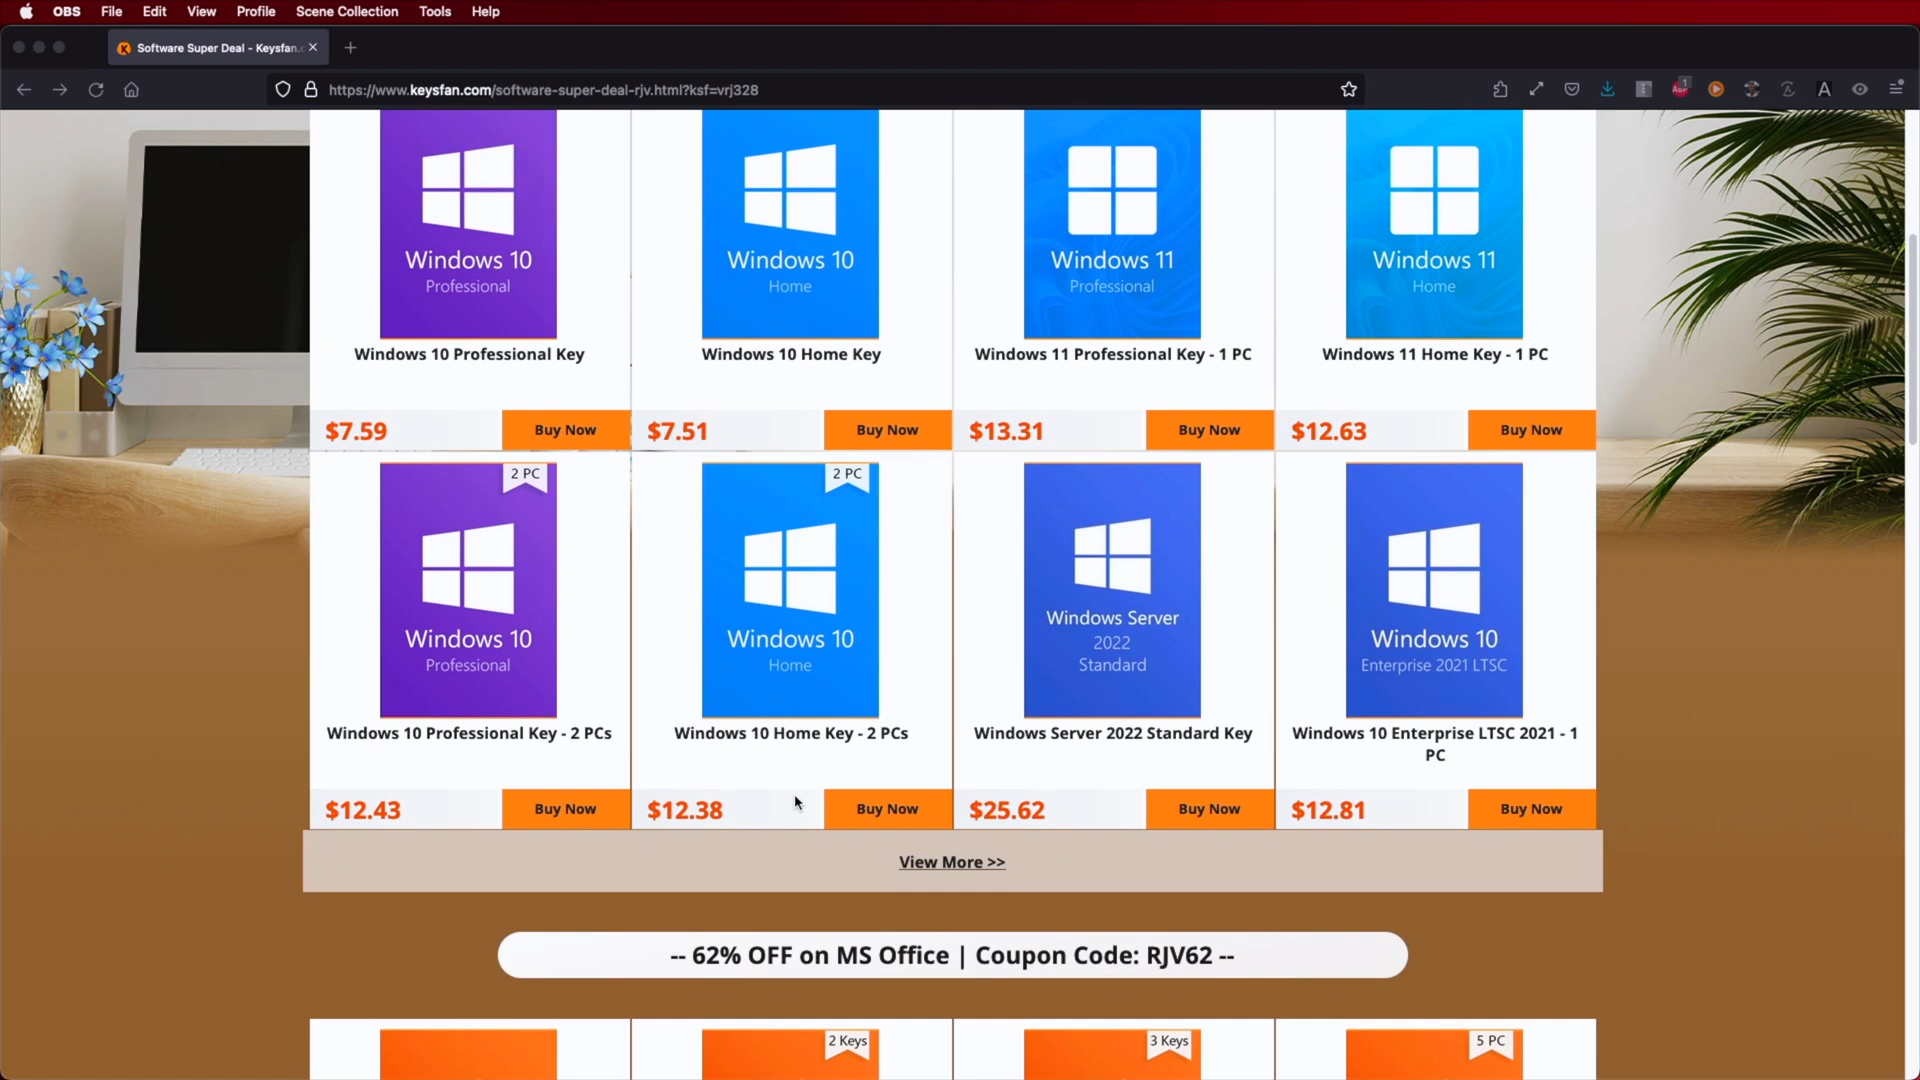 OBS File Edit View Profile Scene Collection Tools Help
Software Super Deal - Keysfan.c
https://www.keysfan.com/software-super-deal-rjv.html?ksf=vrj328
1
ABP
A
Windows 10
Professional
Windows 10
Home
Windows 11
Professional
Windows 11
Home
Windows 10 Professional Key
Windows 10 Home Key
Windows 11 Professional Key - 1 PC
Windows 11 Home Key - 1 PC
$7.59 Buy Now
$7.51 Buy Now
$13.31 Buy Now
$12.63 Buy Now
2 PC
Windows 10
Professional
2 PC
Windows 10
Home
Windows Server
2022
Standard
Windows 10
Enterprise 2021 LTSC
Windows 10 Professional Key - 2 PCs
Windows 10 Home Key - 2 PCs
Windows Server 2022 Standard Key
Windows 10 Enterprise LTSC 2021 - 1
PC
$12.43 Buy Now
$12.38 Buy Now
$25.62 Buy Now
$12.81 Buy Now
View More >>
-- 62% OFF on MS Office | Coupon Code: RJV62 --
2 Keys
3 Keys
5 PC